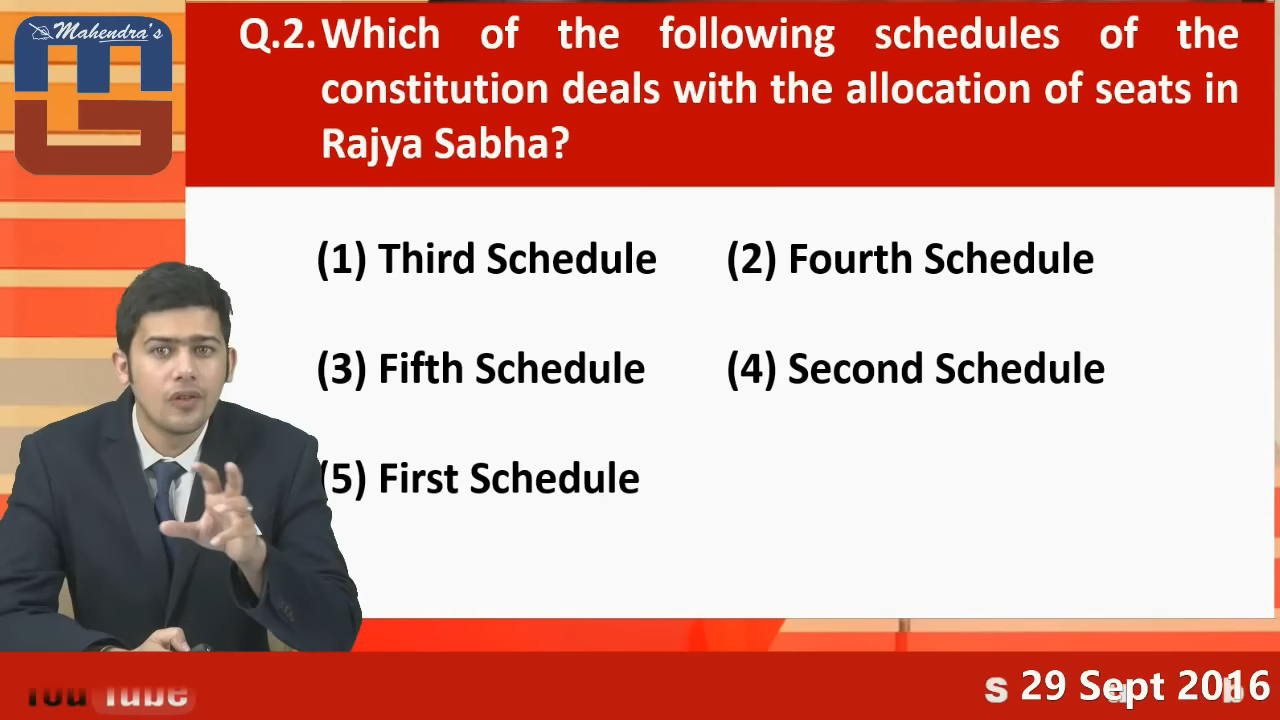 Mahendra's
Q.2. Which of the following schedules of the
constitution deals with the allocation of seats in
Rajya Sabha?
(1) Third Schedule (2) Fourth Schedule
(3) Fifth Schedule (4) Second Schedule
(5) First Schedule
YouTube
29 Sept 2016